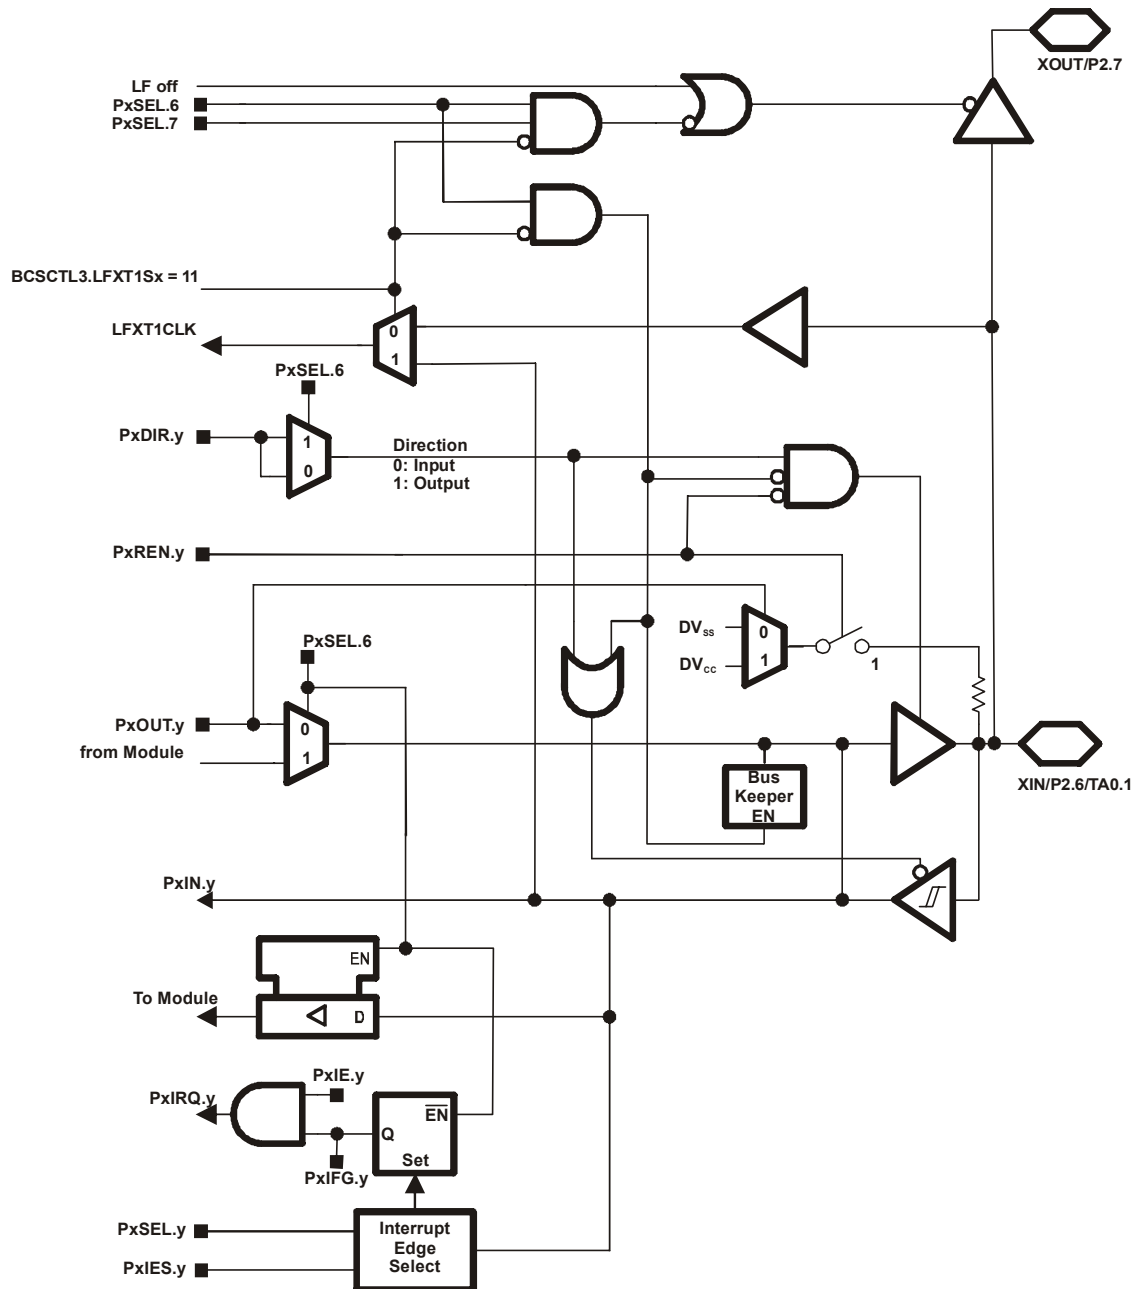 XOUT/P2.7
LF off
PxSEL.6
PxSEL.7
BCSCTL3.LFXT1Sx = 11
LFXT1CLK
0
1
PxSEL.6
PxDIR.y
1
0
Direction
0: Input
1: Output
PxREN.y
DVss
0
DVcc
1
1
PxSEL.6
PxOUT.y
0
from Module
1
Bus
Keeper
EN
XIN/P2.6/TA0.1
PxIN.y
EN
To Module
D
PxIE.y
PxIRQ.y
EN
Q
Set
PxIFG.y
PxSEL.y
PxIES.y
Interrupt
Edge
Select